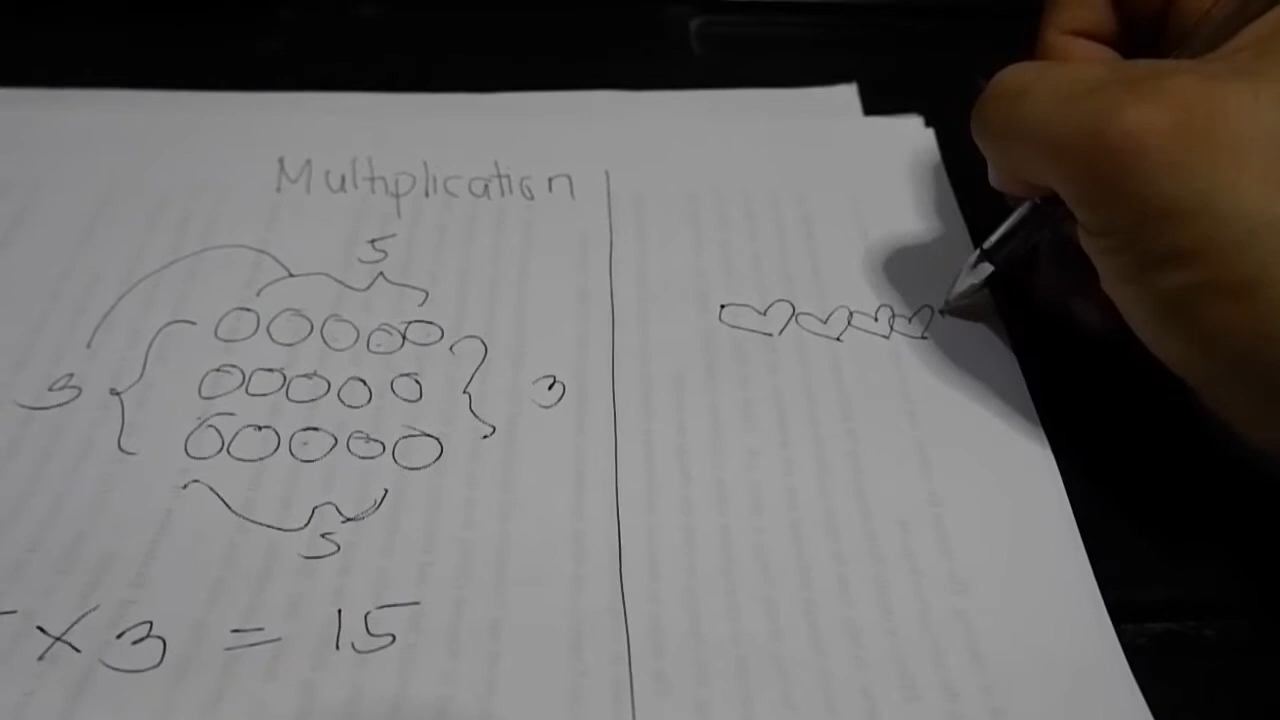 Multiplication
5
3 3
5
× 3 = 15